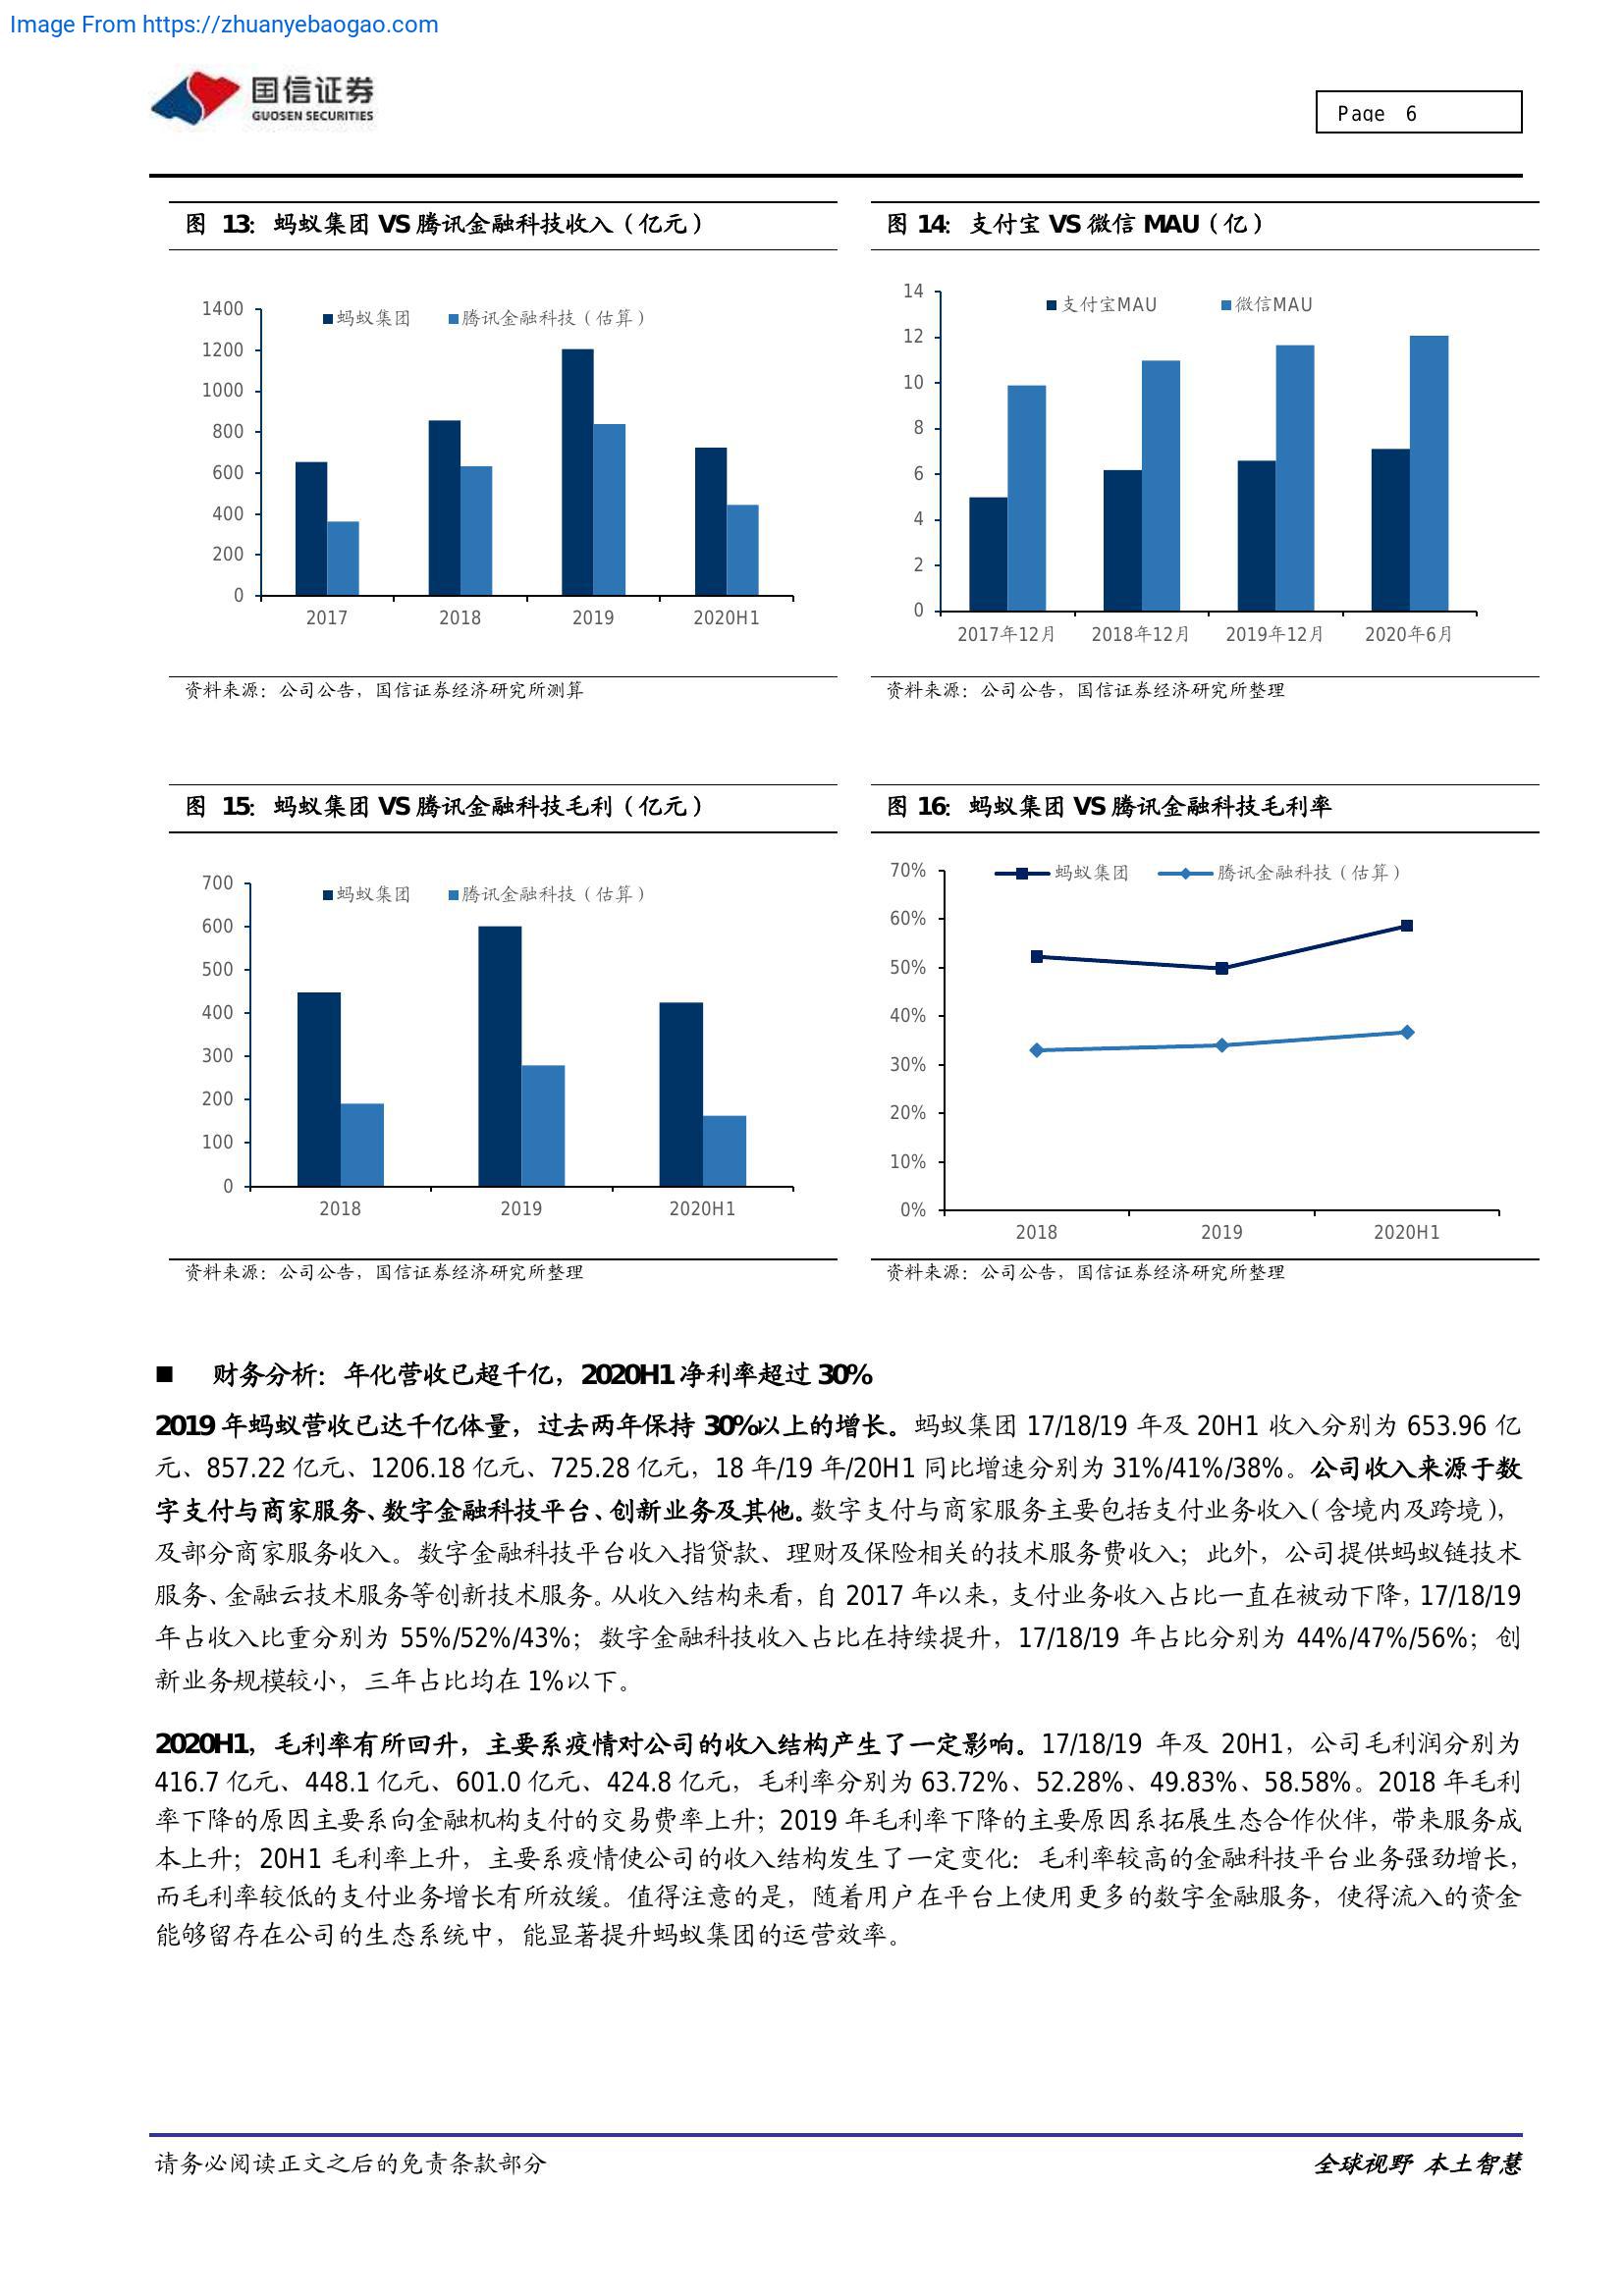 Image From https://zhuanyebaogao.com
国信证券
GUOSEN SECURITIES
Page 6
图 13: 蚂蚁集团 VS 腾讯金融科技收入（亿元）
1400
1200
1000
800
600
400
200
0
蚂蚁集团
腾讯金融科技（估算）
2017 2018 2019 2020H1
资料来源：公司公告，国信证券经济研究所测算
图 14: 支付宝 VS 微信 MAU（亿）
14
12
10
8
6
4
2
0
支付宝MAU
微信MAU
2017年12月 2018年12月 2019年12月 2020年6月
资料来源：公司公告，国信证券经济研究所整理
图 15: 蚂蚁集团 VS 腾讯金融科技毛利（亿元）
700
600
500
400
300
200
100
0
蚂蚁集团
腾讯金融科技（估算）
2018 2019 2020H1
资料来源：公司公告，国信证券经济研究所整理
图 16: 蚂蚁集团 VS 腾讯金融科技毛利率
70%
60%
50%
40%
30%
20%
10%
0%
蚂蚁集团
腾讯金融科技（估算）
2018 2019 2020H1
资料来源：公司公告，国信证券经济研究所整理
■ 财务分析：年化营收已超千亿，2020H1 净利率超过 30%
2019 年蚂蚁营收已达千亿体量，过去两年保持 30%以上的增长。蚂蚁集团 17/18/19 年及 20H1 收入分别为 653.96 亿
元、857.22 亿元、1206.18 亿元、725.28 亿元，18 年/19 年/20H1 同比增速分别为 31%/41%/38%。公司收入来源于数
字支付与商家服务、数字金融科技平台、创新业务及其他。数字支付与商家服务主要包括支付业务收入（含境内及跨境），
及部分商家服务收入。数字金融科技平台收入指贷款、理财及保险相关的技术服务费收入；此外，公司提供蚂蚁链技术
服务、金融云技术服务等创新技术服务。从收入结构来看，自 2017 年以来，支付业务收入占比一直在被动下降，17/18/19
年占收入比重分别为 55%/52%/43%；数字金融科技收入占比在持续提升，17/18/19 年占比分别为 44%/47%/56%；创
新业务规模较小，三年占比均在 1%以下。
2020H1，毛利率有所回升，主要系疫情对公司的收入结构产生了一定影响。17/18/19 年及 20H1，公司毛利润分别为
416.7 亿元、448.1 亿元、601.0 亿元、424.8 亿元，毛利率分别为 63.72%、52.28%、49.83%、58.58%。2018 年毛利
率下降的原因主要系向金融机构支付的交易费率上升；2019 年毛利率下降的主要原因系拓展生态合作伙伴，带来服务成
本上升；20H1 毛利率上升，主要系疫情使公司的收入结构发生了一定变化：毛利率较高的金融科技平台业务强劲增长，
而毛利率较低的支付业务增长有所放缓。值得注意的是，随着用户在平台上使用更多的数字金融服务，使得流入的资金
能够留存在公司的生态系统中，能显著提升蚂蚁集团的运营效率。
请务必阅读正文之后的免责条款部分
全球视野 本土智慧